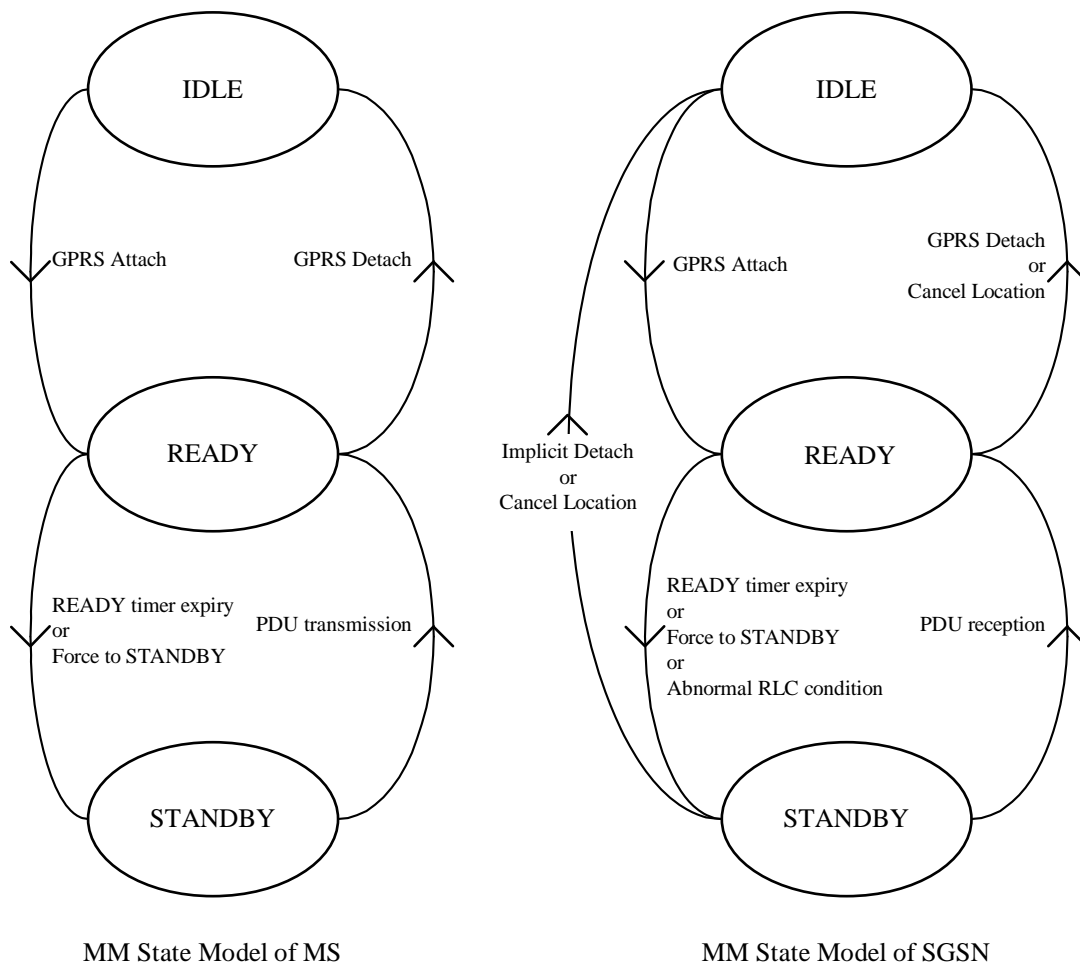 IDLE
GPRS Attach
GPRS Detach
READY
READY timer expiry
or
Force to STANDBY
PDU transmission
STANDBY
MM State Model of MS
IDLE
GPRS Attach
GPRS Detach
or
Cancel Location
Implicit Detach
or
Cancel Location
READY
READY timer expiry
or
Force to STANDBY
or
Abnormal RLC condition
PDU reception
STANDBY
MM State Model of SGSN